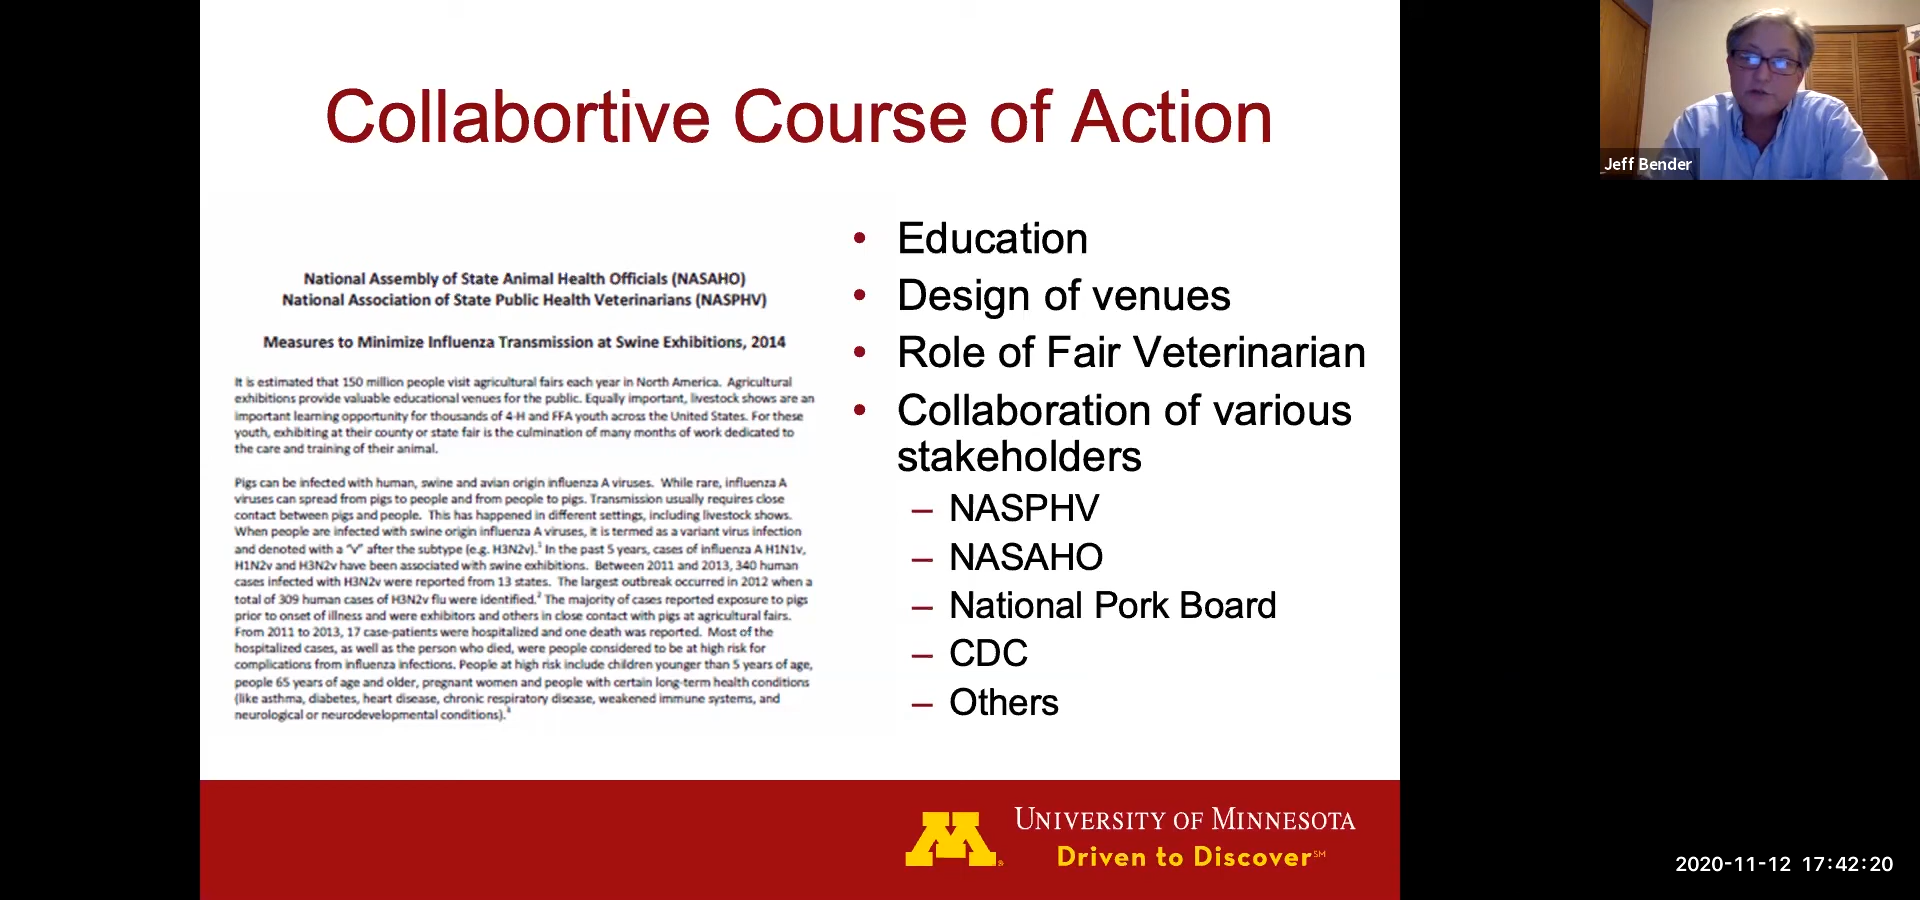 Collabortive Course of Action
National Assembly of State Animal Health Officials (NASAHO)
National Association of State Public Health Veterinarians (NASPHV)
Measures to Minimize Influenza Transmission at Swine Exhibitions, 2014
It is estimated that 150 million people visit agricultural fairs each year in North America. Agricultural
exhibitions provide valuable educational venues for the public. Equally important, livestock shows are an
important learning opportunity for thousands of 4-H and FFA youth across the United States. For these
youth, exhibiting at their county or state fair is the culmination of many months of work dedicated to
the care and training of their animal.
Pigs can be infected with human, swine and avian origin influenza A viruses. While rare, influenza A
viruses can spread from pigs to people and from people to pigs. Transmission usually requires close
contact between pigs and people. This has happened in different settings, including livestock shows.
When people are infected with swine origin influenza A viruses, it is termed as a variant virus infection
and denoted with a "v" after the subtype (e.g. H3N2v).¹ In the past 5 years, cases of influenza A H1N1v,
H1N2v and H3N2v have been associated with swine exhibitions. Between 2011 and 2013, 340 human
cases infected with H3N2v were reported from 13 states. The largest outbreak occurred in 2012 when a
total of 309 human cases of H3N2v flu were identified.² The majority of cases reported exposure to pigs
prior to onset of illness and were exhibitors and others in close contact with pigs at agricultural fairs.
From 2011 to 2013, 17 case-patients were hospitalized and one death was reported. Most of the
hospitalized cases, as well as the person who died, were people considered to be at high risk for
complications from influenza infections. People at high risk include children younger than 5 years of age,
people 65 years of age and older, pregnant women and people with certain long-term health conditions
(like asthma, diabetes, heart disease, chronic respiratory disease, weakened immune systems, and
neurological or neurodevelopmental conditions).³
• Education
• Design of venues
• Role of Fair Veterinarian
• Collaboration of various
stakeholders
– NASPHV
– NASAHO
– National Pork Board
– CDC
– Others
M®
UNIVERSITY OF MINNESOTA
Driven to Discover℠
Jeff Bender
2020-11-12 17:42:20